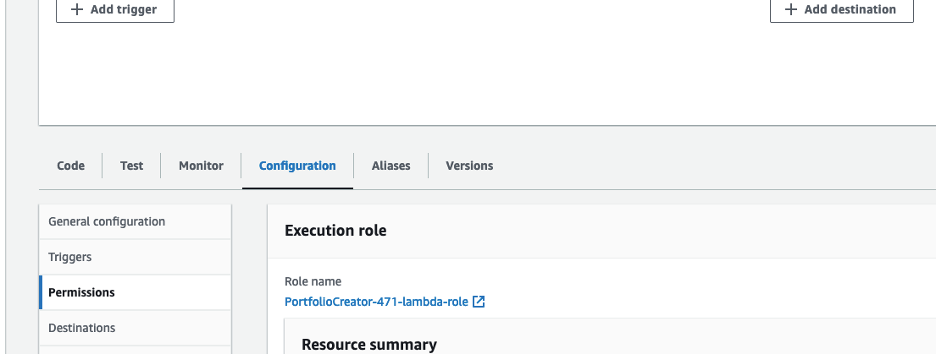 Add trigger
Add destination
Code Test Monitor Configuration Aliases Versions
General configuration
Triggers
Permissions
Destinations
Execution role
Role name
PortfolioCreator-471-lambda-role
Resource summary